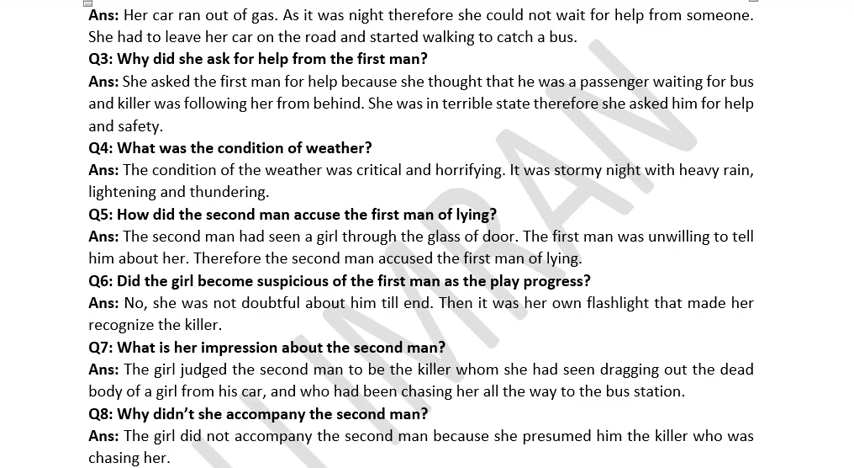 Ans: Her car ran out of gas. As it was night therefore she could not wait for help from someone.
She had to leave her car on the road and started walking to catch a bus.
Q3: Why did she ask for help from the first man?
Ans: She asked the first man for help because she thought that he was a passenger waiting for bus
and killer was following her from behind. She was in terrible state therefore she asked him for help
and safety.
Q4: What was the condition of weather?
Ans: The condition of the weather was critical and horrifying. It was stormy night with heavy rain,
lightening and thundering.
Q5: How did the second man accuse the first man of lying?
Ans: The second man had seen a girl through the glass of door. The first man was unwilling to tell
him about her. Therefore the second man accused the first man of lying.
Q6: Did the girl become suspicious of the first man as the play progress?
Ans: No, she was not doubtful about him till end. Then it was her own flashlight that made her
recognize the killer.
Q7: What is her impression about the second man?
Ans: The girl judged the second man to be the killer whom she had seen dragging out the dead
body of a girl from his car, and who had been chasing her all the way to the bus station.
Q8: Why didn't she accompany the second man?
Ans: The girl did not accompany the second man because she presumed him the killer who was
chasing her.
IMRAN